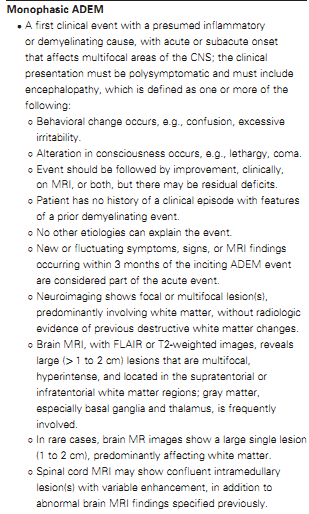 Monophasic ADEM
• A first clinical event with a presumed inflammatory
or demyelinating cause, with acute or subacute onset
that affects multifocal areas of the CNS; the clinical
presentation must be polysymptomatic and must include
encephalopathy, which is defined as one or more of the
following:
o Behavioral change occurs, e.g., confusion, excessive
irritability.
o Alteration in consciousness occurs, e.g., lethargy, coma.
o Event should be followed by improvement, clinically,
on MRI, or both, but there may be residual deficits.
o Patient has no history of a clinical episode with features
of a prior demyelinating event.
o No other etiologies can explain the event.
o New or fluctuating symptoms, signs, or MRI findings
occurring within 3 months of the inciting ADEM event
are considered part of the acute event.
o Neuroimaging shows focal or multifocal lesion(s),
predominantly involving white matter, without radiologic
evidence of previous destructive white matter changes.
o Brain MRI, with FLAIR or T2-weighted images, reveals
large (>1 to 2 cm) lesions that are multifocal,
hyperintense, and located in the supratentorial or
infratentorial white matter regions; gray matter,
especially basal ganglia and thalamus, is frequently
involved.
o In rare cases, brain MR images show a large single lesion
(1 to 2 cm), predominantly affecting white matter.
o Spinal cord MRI may show confluent intramedullary
lesion(s) with variable enhancement, in addition to
abnormal brain MRI findings specified previously.